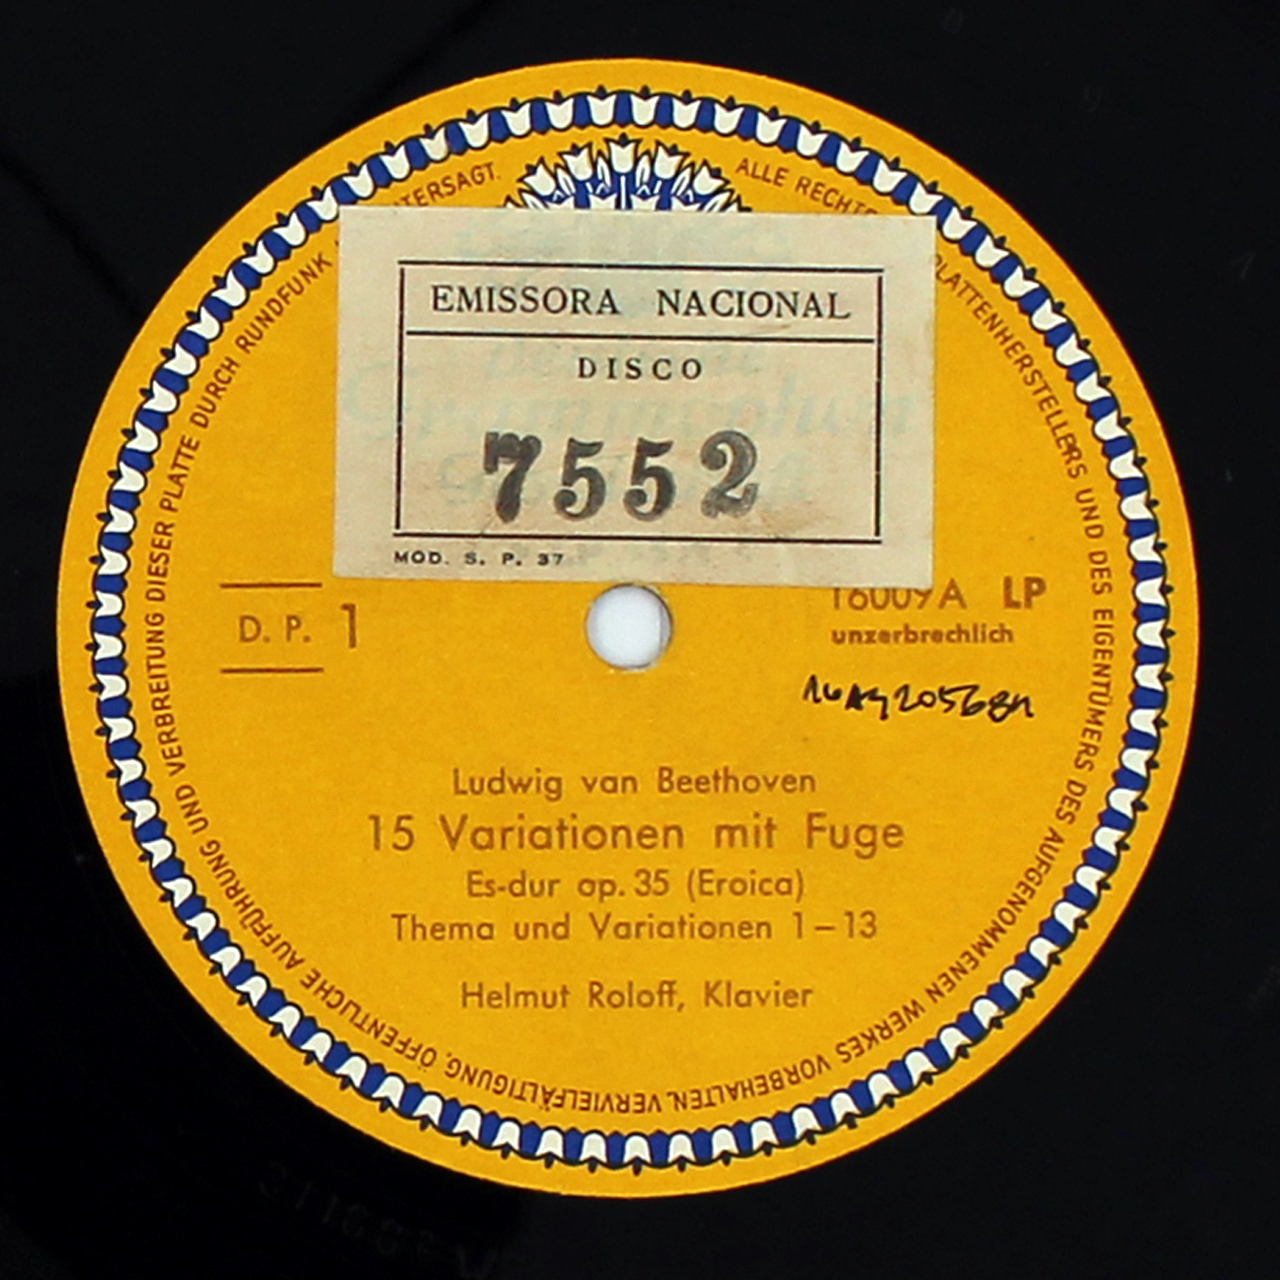 EMISSORA NACIONAL
DISCO
7552
MOD. S. P. 37
D. P. 1
16009 A LP
unzerbrechlich
Ludwig van Beethoven
15 Variationen mit Fuge
Es-dur op. 35 (Eroica)
Thema und Variationen 1–13
Helmut Roloff, Klavier
ALLE RECHTE PLATTENHERSTELLERS UND DES EIGENTÜMERS DES AUFGENOMMENEN WERKES VORBEHALTEN. VERVIELFÄLTIGUNG, ÖFFENTLICHE AUFFÜHRUNG UND VERBREITUNG DIESER PLATTE DURCH RUNDFUNK UNTERSAGT.